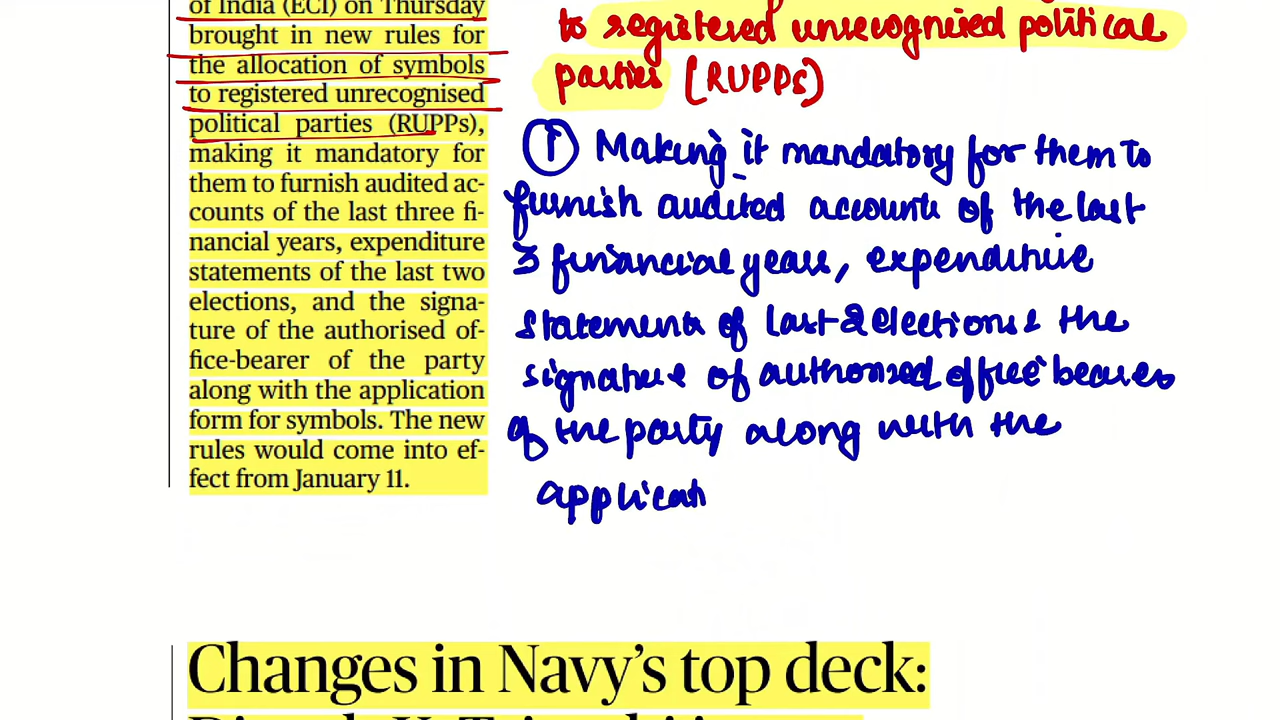 of India (ECI) on Thursday
brought in new rules for
the allocation of symbols
to registered unrecognised
political parties (RUPPs),
making it mandatory for
them to furnish audited ac-
counts of the last three fi-
nancial years, expenditure
statements of the last two
elections, and the signa-
ture of the authorised of-
fice-bearer of the party
along with the application
form for symbols. The new
rules would come into ef-
fect from January 11.
to registered unrecognised political
parties (RUPPs)
① Making it mandatory for them to
furnish audited accounts of the last
3 financial years, expenditure
statements of last 2 elections & the
signature of authorised office bearer
of the party along with the
applicat
Changes in Navy's top deck: